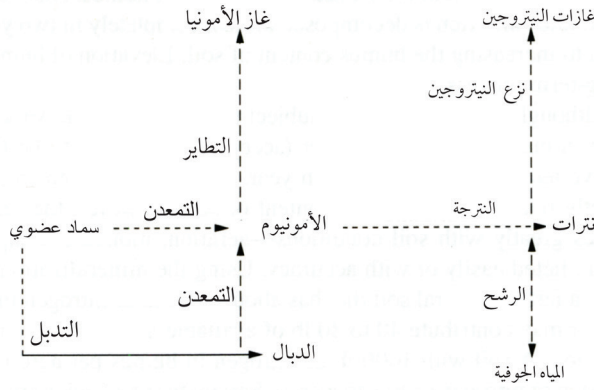 غاز الأمونيا
غازات النيتروجين
نزع النيتروجين
التطاير
التمعدن
النترجة
سماد عضوي
الأمونيوم
نترات
التمعدن
الرشح
التدبل
الدبال
المياه الجوفية